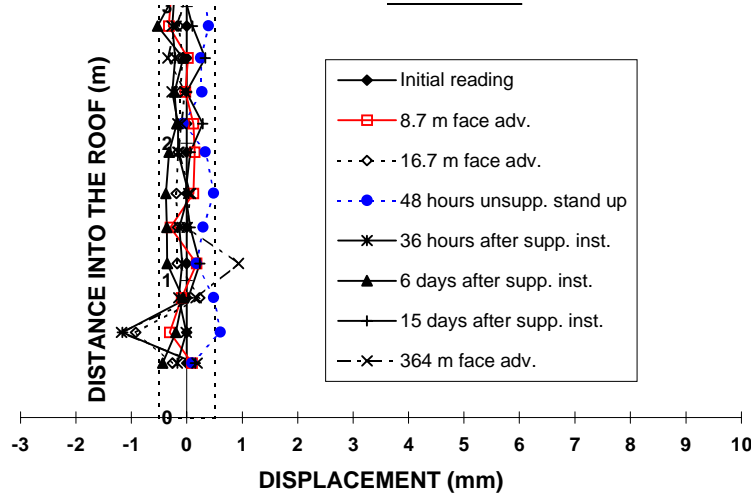 DISTANCE INTO THE ROOF (m)
2
1
0
Initial reading
8.7 m face adv.
16.7 m face adv.
48 hours unsupp. stand up
36 hours after supp. inst.
6 days after supp. inst.
15 days after supp. inst.
364 m face adv.
-3 -2 -1 0 1 2 3 4 5 6 7 8 9 10
DISPLACEMENT (mm)